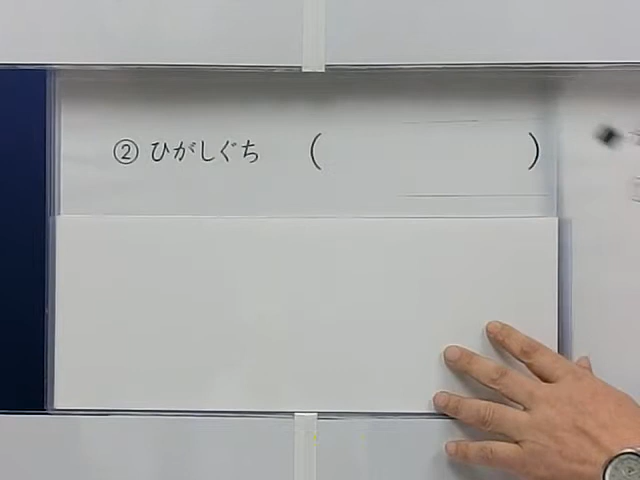 ② ひがしぐち （　　　　　　　）